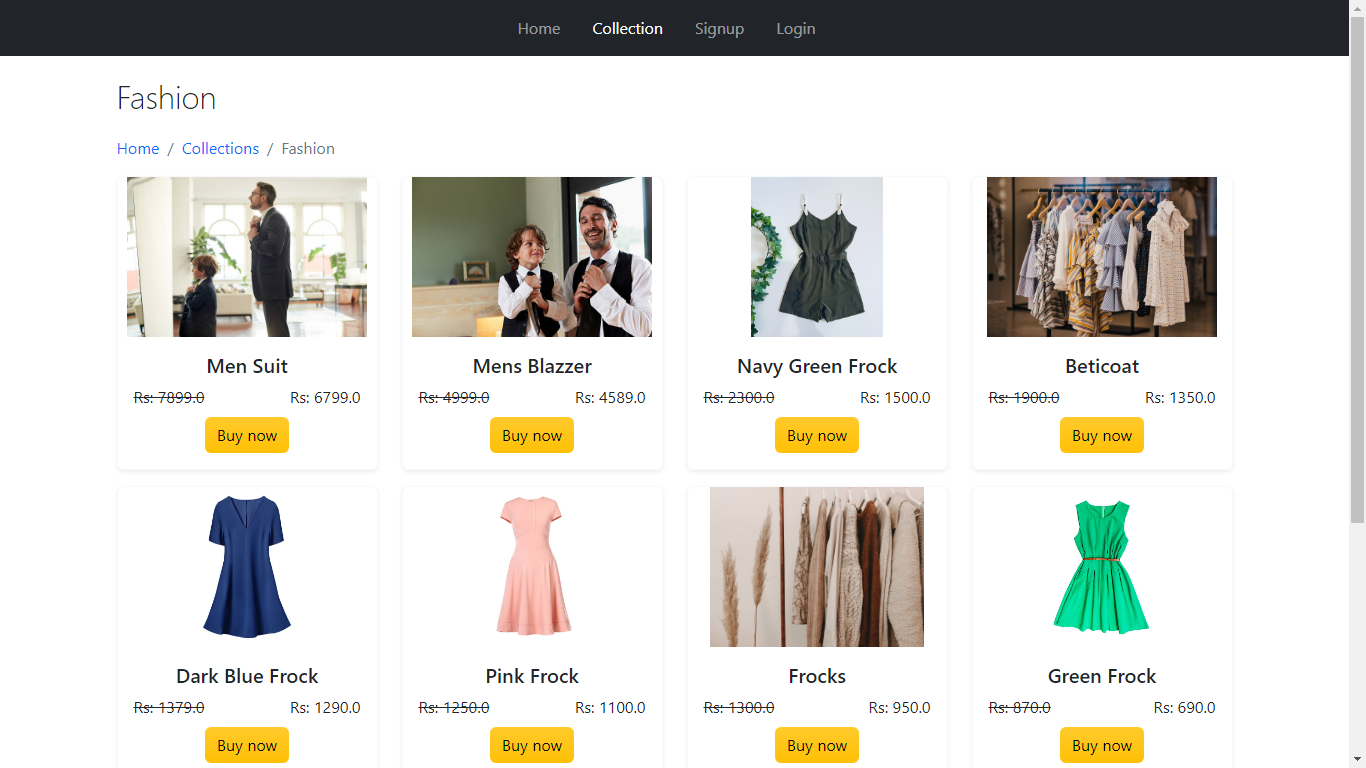 Home Collection Signup Login
Fashion
Home / Collections / Fashion
Men Suit
Rs: 7899.0 Rs: 6799.0
Buy now
Mens Blazzer
Rs: 4999.0 Rs: 4589.0
Buy now
Navy Green Frock
Rs: 2300.0 Rs: 1500.0
Buy now
Beticoat
Rs: 1900.0 Rs: 1350.0
Buy now
Dark Blue Frock
Rs: 1379.0 Rs: 1290.0
Buy now
Pink Frock
Rs: 1250.0 Rs: 1100.0
Buy now
Frocks
Rs: 1300.0 Rs: 950.0
Buy now
Green Frock
Rs: 870.0 Rs: 690.0
Buy now